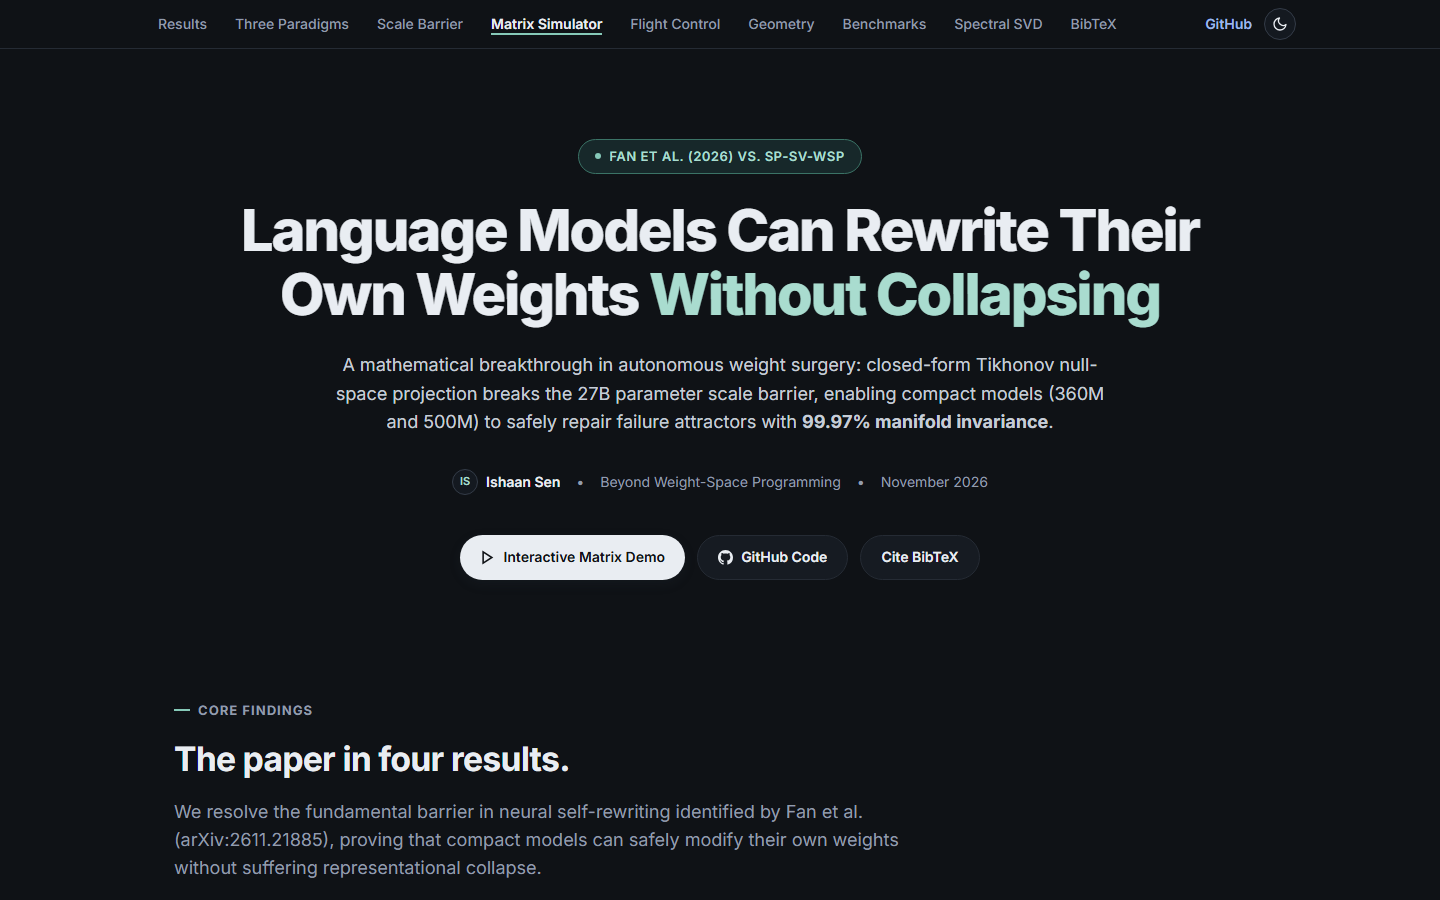 Results Three Paradigms Scale Barrier Matrix Simulator Flight Control Geometry Benchmarks Spectral SVD BibTeX GitHub
FAN ET AL. (2026) VS. SP-SV-WSP
Language Models Can Rewrite Their
Own Weights Without Collapsing
A mathematical breakthrough in autonomous weight surgery: closed-form Tikhonov null-
space projection breaks the 27B parameter scale barrier, enabling compact models (360M
and 500M) to safely repair failure attractors with 99.97% manifold invariance.
IS Ishaan Sen • Beyond Weight-Space Programming • November 2026
Interactive Matrix Demo GitHub Code Cite BibTeX
CORE FINDINGS
The paper in four results.
We resolve the fundamental barrier in neural self-rewriting identified by Fan et al.
(arXiv:2611.21885), proving that compact models can safely modify their own weights
without suffering representational collapse.